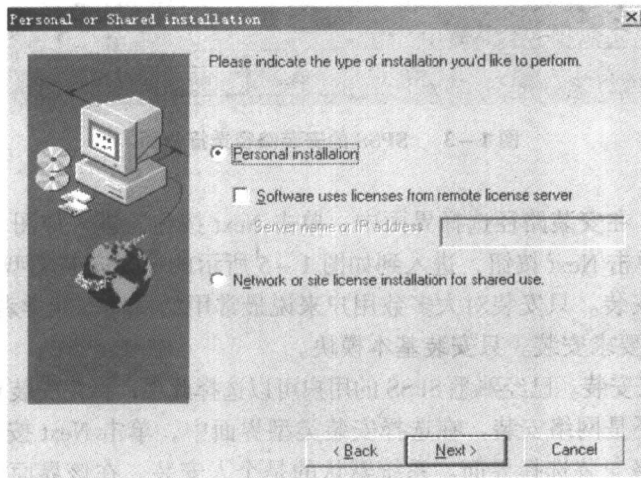 Personal or Shared installation
Please indicate the type of installation you'd like to perform.
Personal installation
Software uses licenses from remote license server
Server name or IP address
Network or site license installation for shared use.
< Back
Next >
Cancel